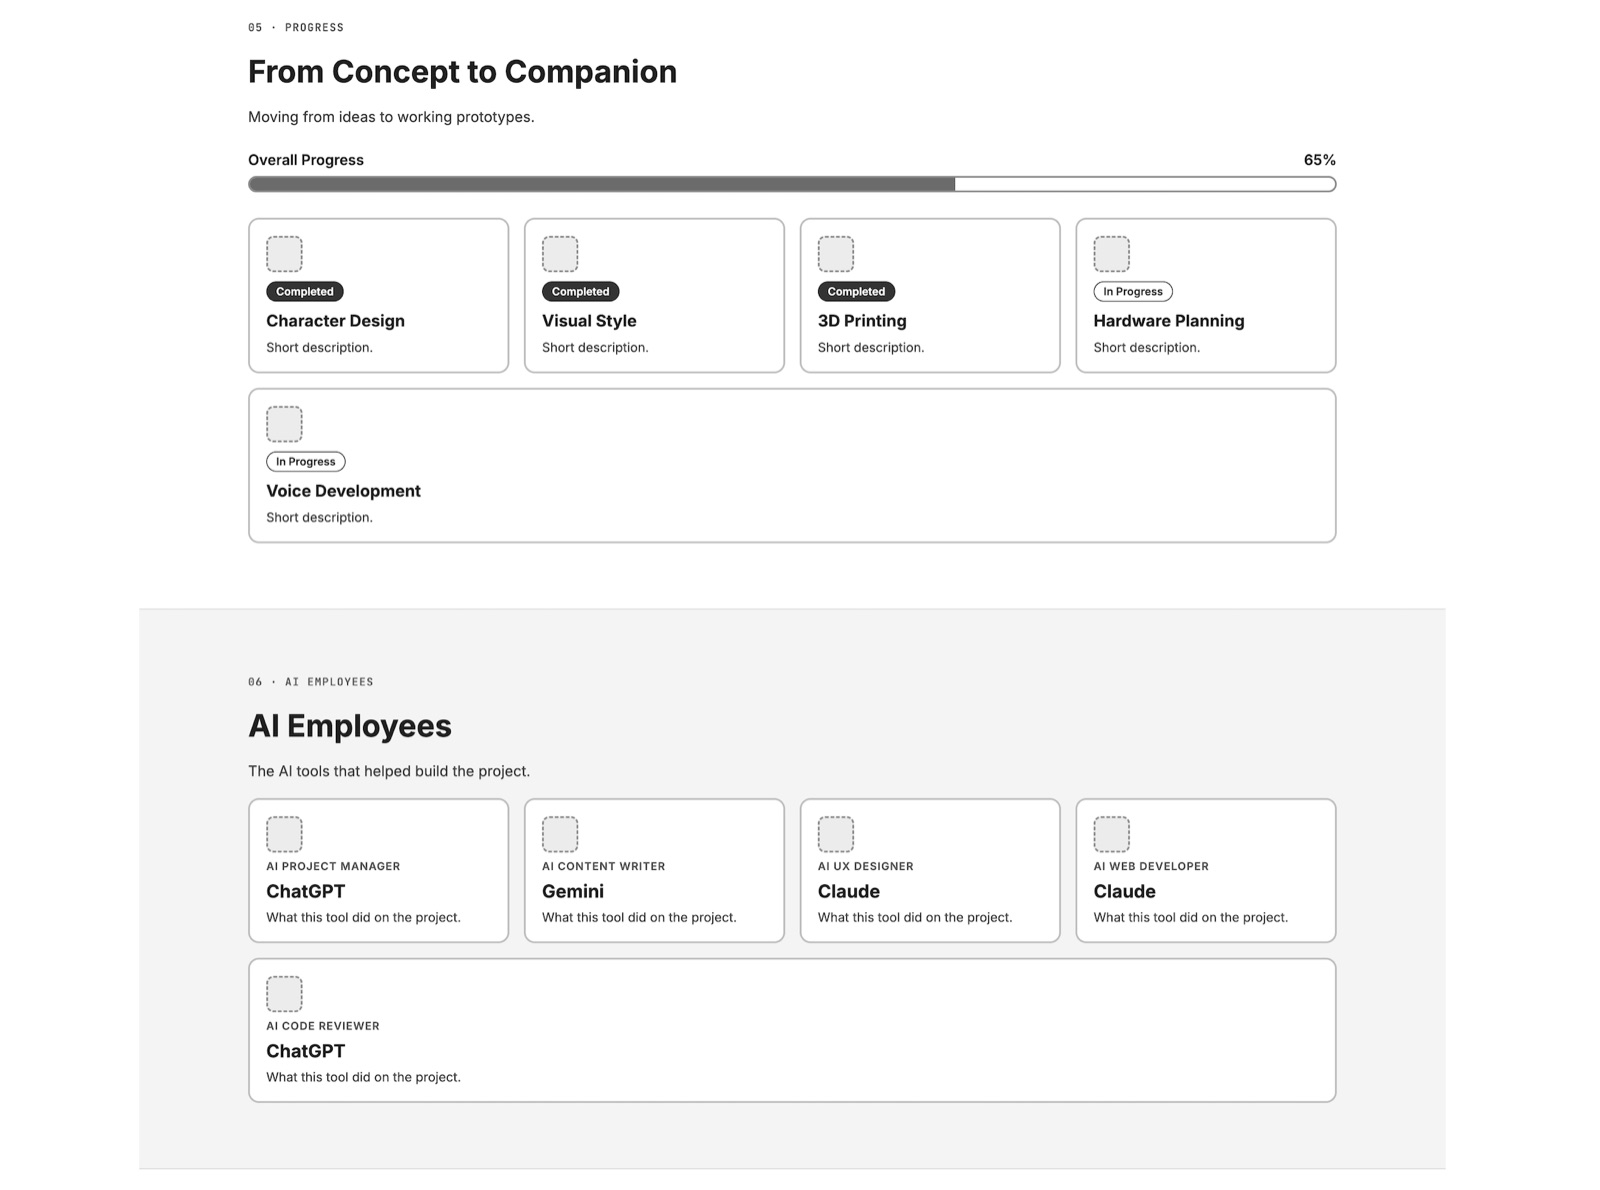 05 · PROGRESS
From Concept to Companion
Moving from ideas to working prototypes.
Overall Progress
65%
Completed
Character Design
Short description.
Completed
Visual Style
Short description.
Completed
3D Printing
Short description.
In Progress
Hardware Planning
Short description.
In Progress
Voice Development
Short description.
06 · AI EMPLOYEES
AI Employees
The AI tools that helped build the project.
AI PROJECT MANAGER
ChatGPT
What this tool did on the project.
AI CONTENT WRITER
Gemini
What this tool did on the project.
AI UX DESIGNER
Claude
What this tool did on the project.
AI WEB DEVELOPER
Claude
What this tool did on the project.
AI CODE REVIEWER
ChatGPT
What this tool did on the project.